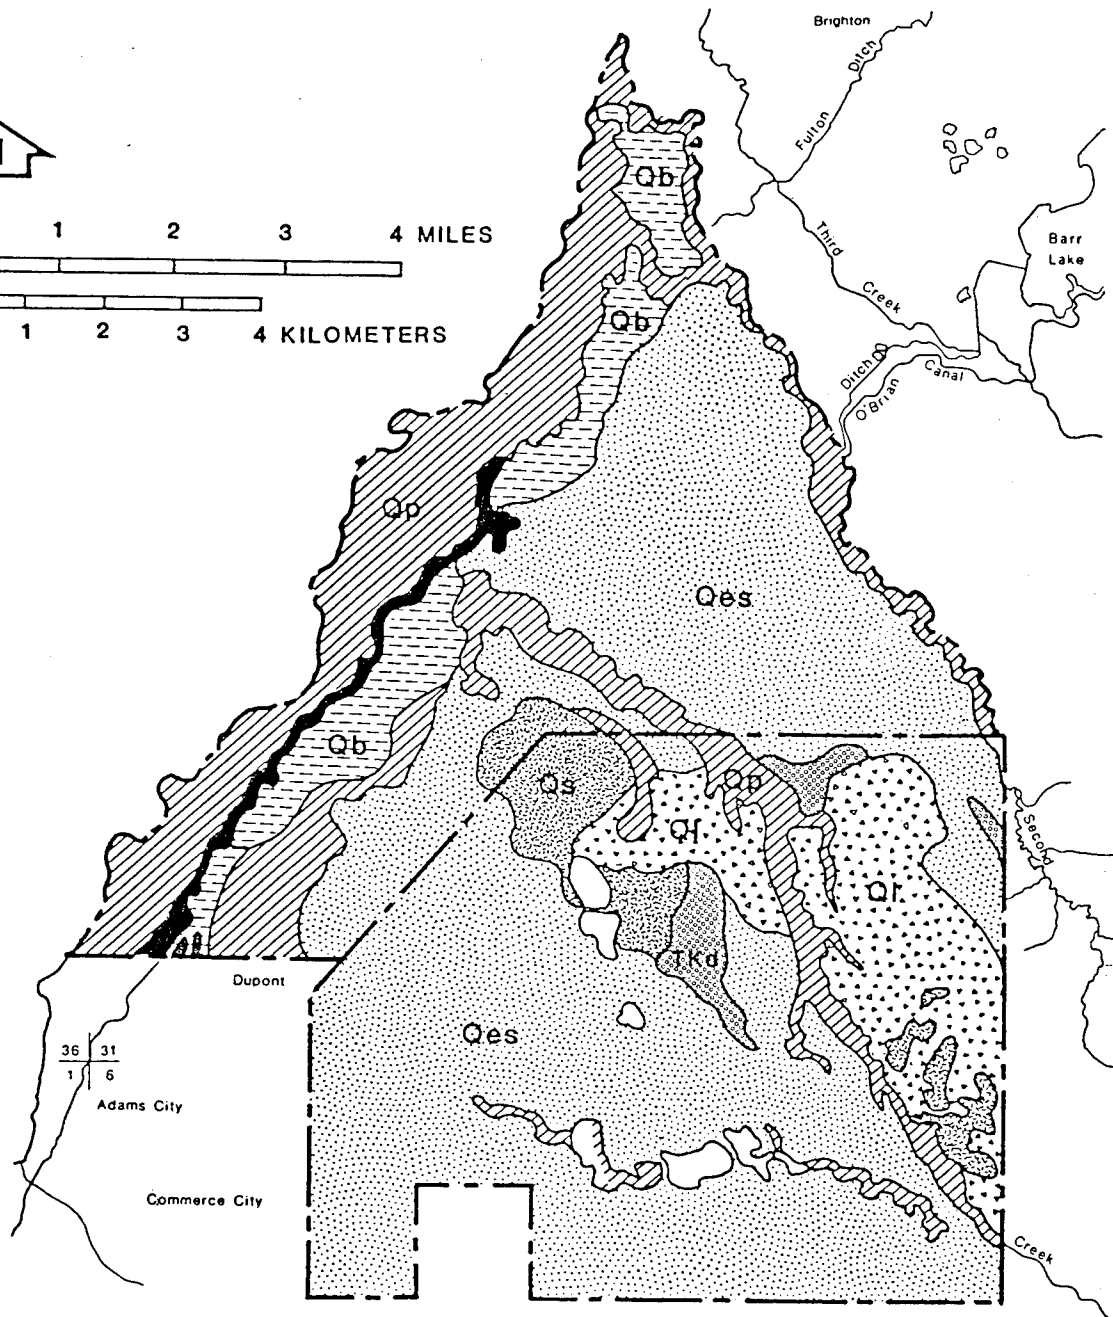 Brighton
Fulton Ditch
Qb
1 2 3 4 MILES
Third
Barr
Lake
Creek
Qb
1 2 3 4 KILOMETERS
Ditch
Canal
O'Brian
Qp
Qes
Qb
Qs
Qp
Qf
Second
Qf
TKd
Dupont
Qes
36 31
1 6
Adams City
Commerce City
Creek